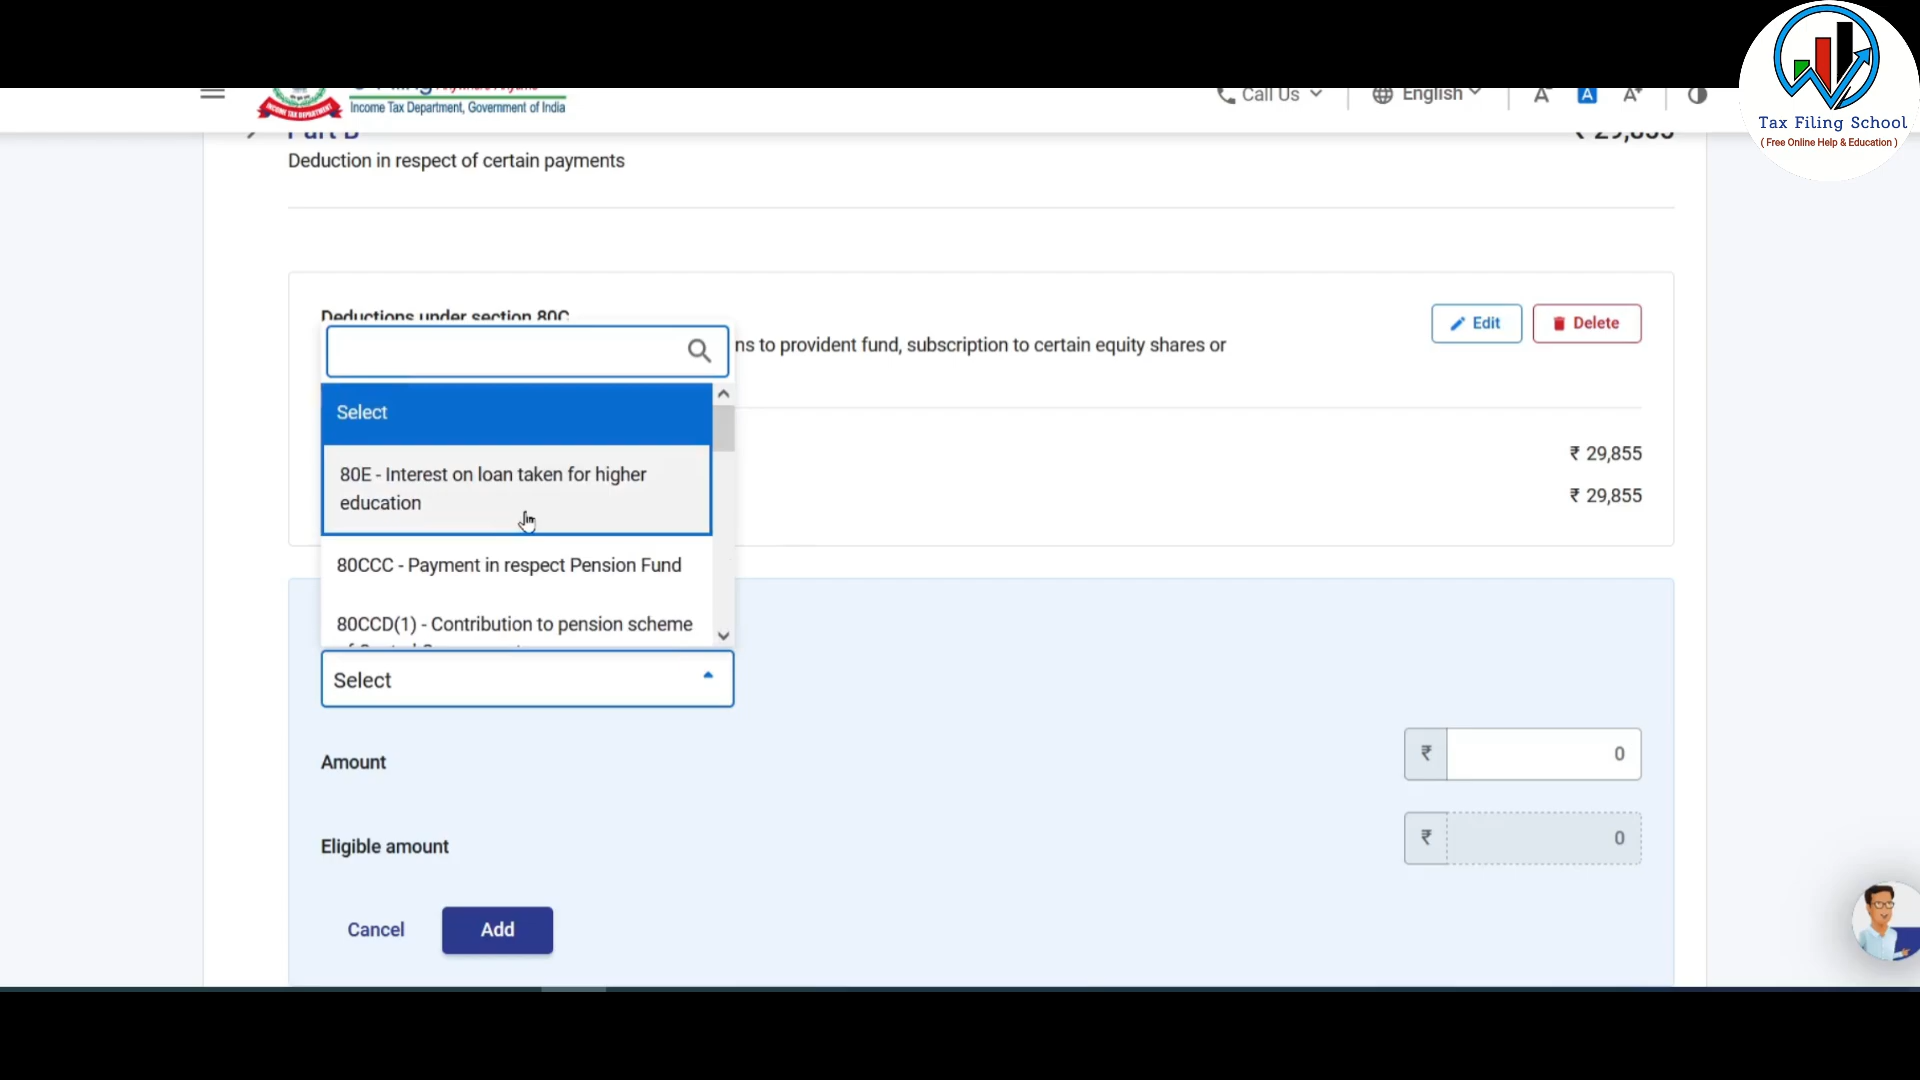 Income Tax Department, Government of India
Call Us
English
A
A
A+
Tax Filing School
( Free Online Help & Education )
Part B
₹ 29,855
Deduction in respect of certain payments
Deductions under section 80C
Edit
Delete
ns to provident fund, subscription to certain equity shares or
Select
80E - Interest on loan taken for higher
education
₹ 29,855
₹ 29,855
80CCC - Payment in respect Pension Fund
80CCD(1) - Contribution to pension scheme
Select
Amount
₹ 0
Eligible amount
₹ 0
Cancel
Add